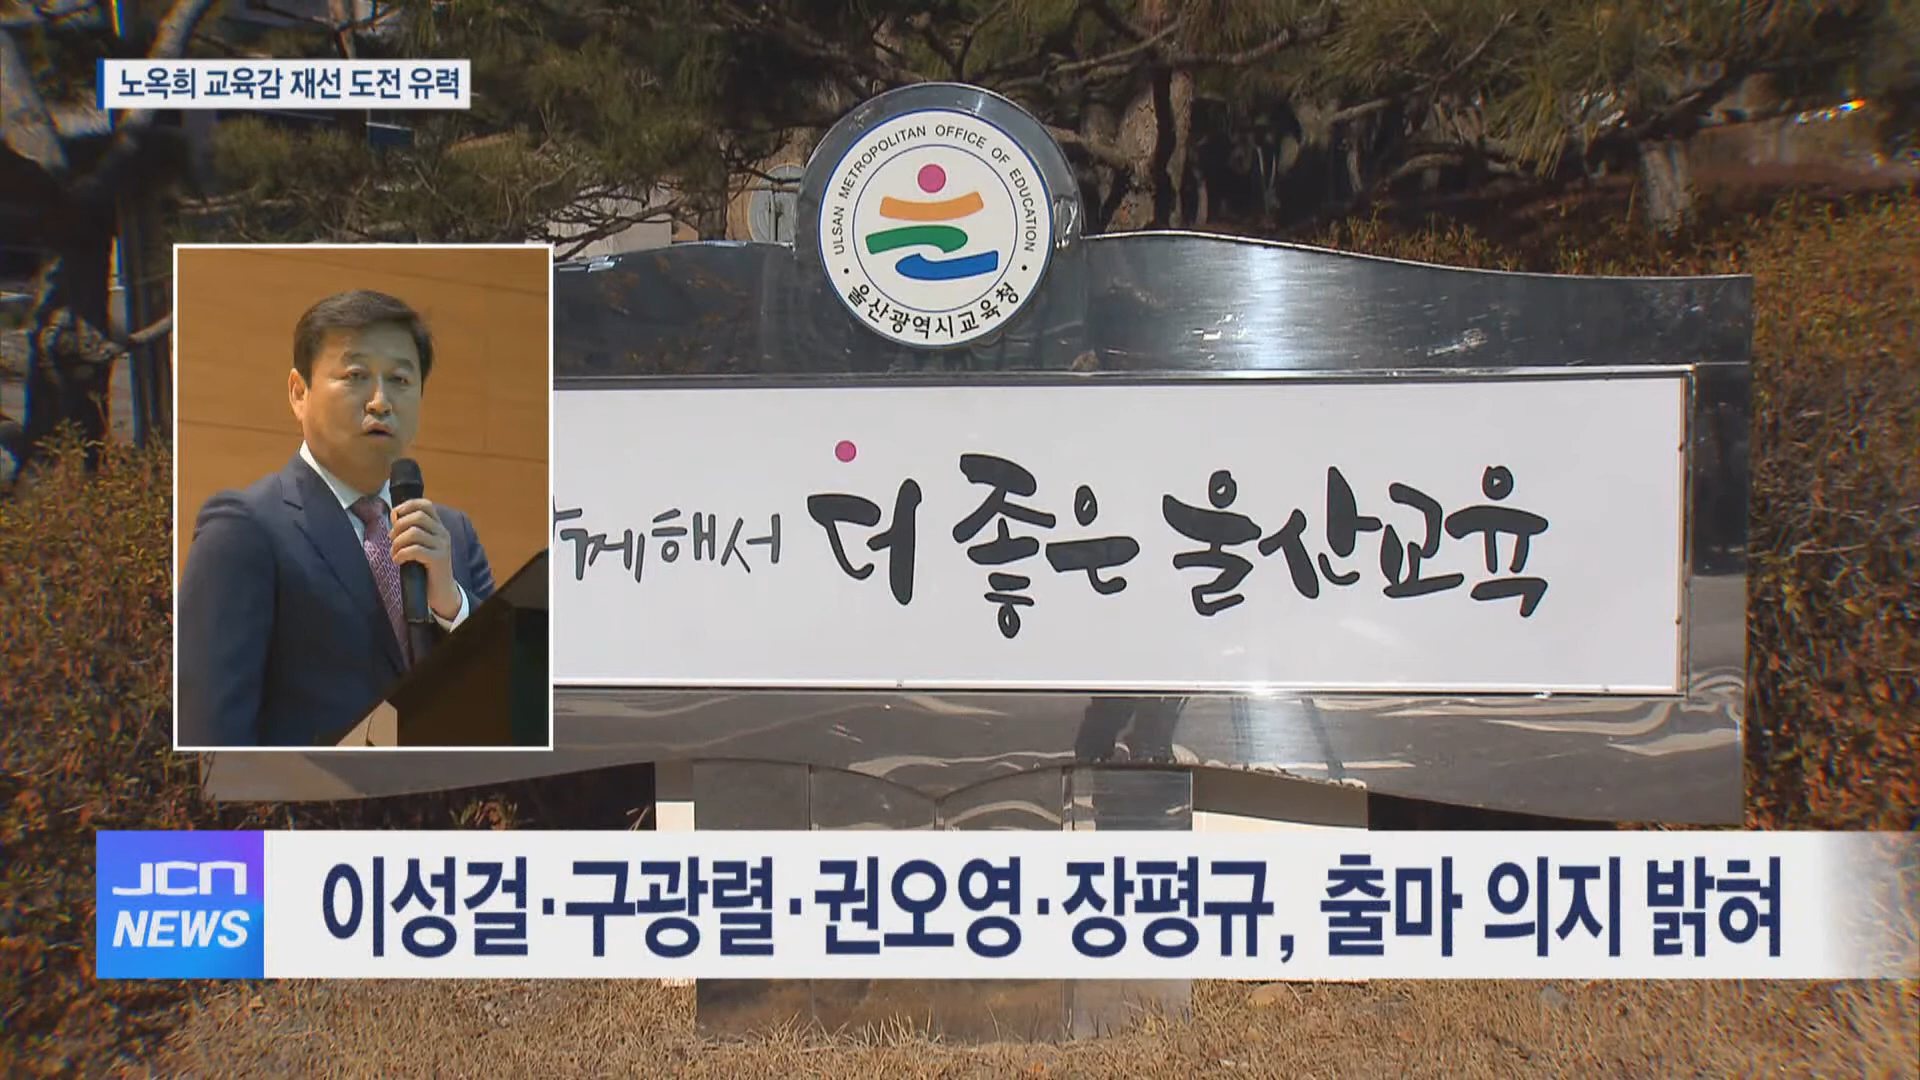 노옥희 교육감 재선 도전 유력
ULSAN METROPOLITAN OFFICE OF EDUCATION
울산광역시교육청
께해서 더 좋은 울산교육
JCN NEWS
이성걸·구광렬·권오영·장평규, 출마 의지 밝혀